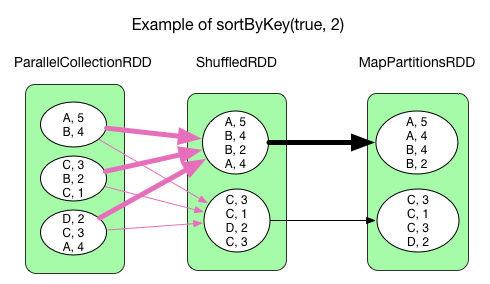 Example of sortByKey(true, 2)
ParallelCollectionRDD
ShuffledRDD
MapPartitionsRDD
A, 5
B, 4
C, 3
B, 2
C, 1
D, 2
C, 3
A, 4
A, 5
B, 4
B, 2
A, 4
C, 3
C, 1
D, 2
C, 3
A, 5
A, 4
B, 4
B, 2
C, 3
C, 1
C, 3
D, 2